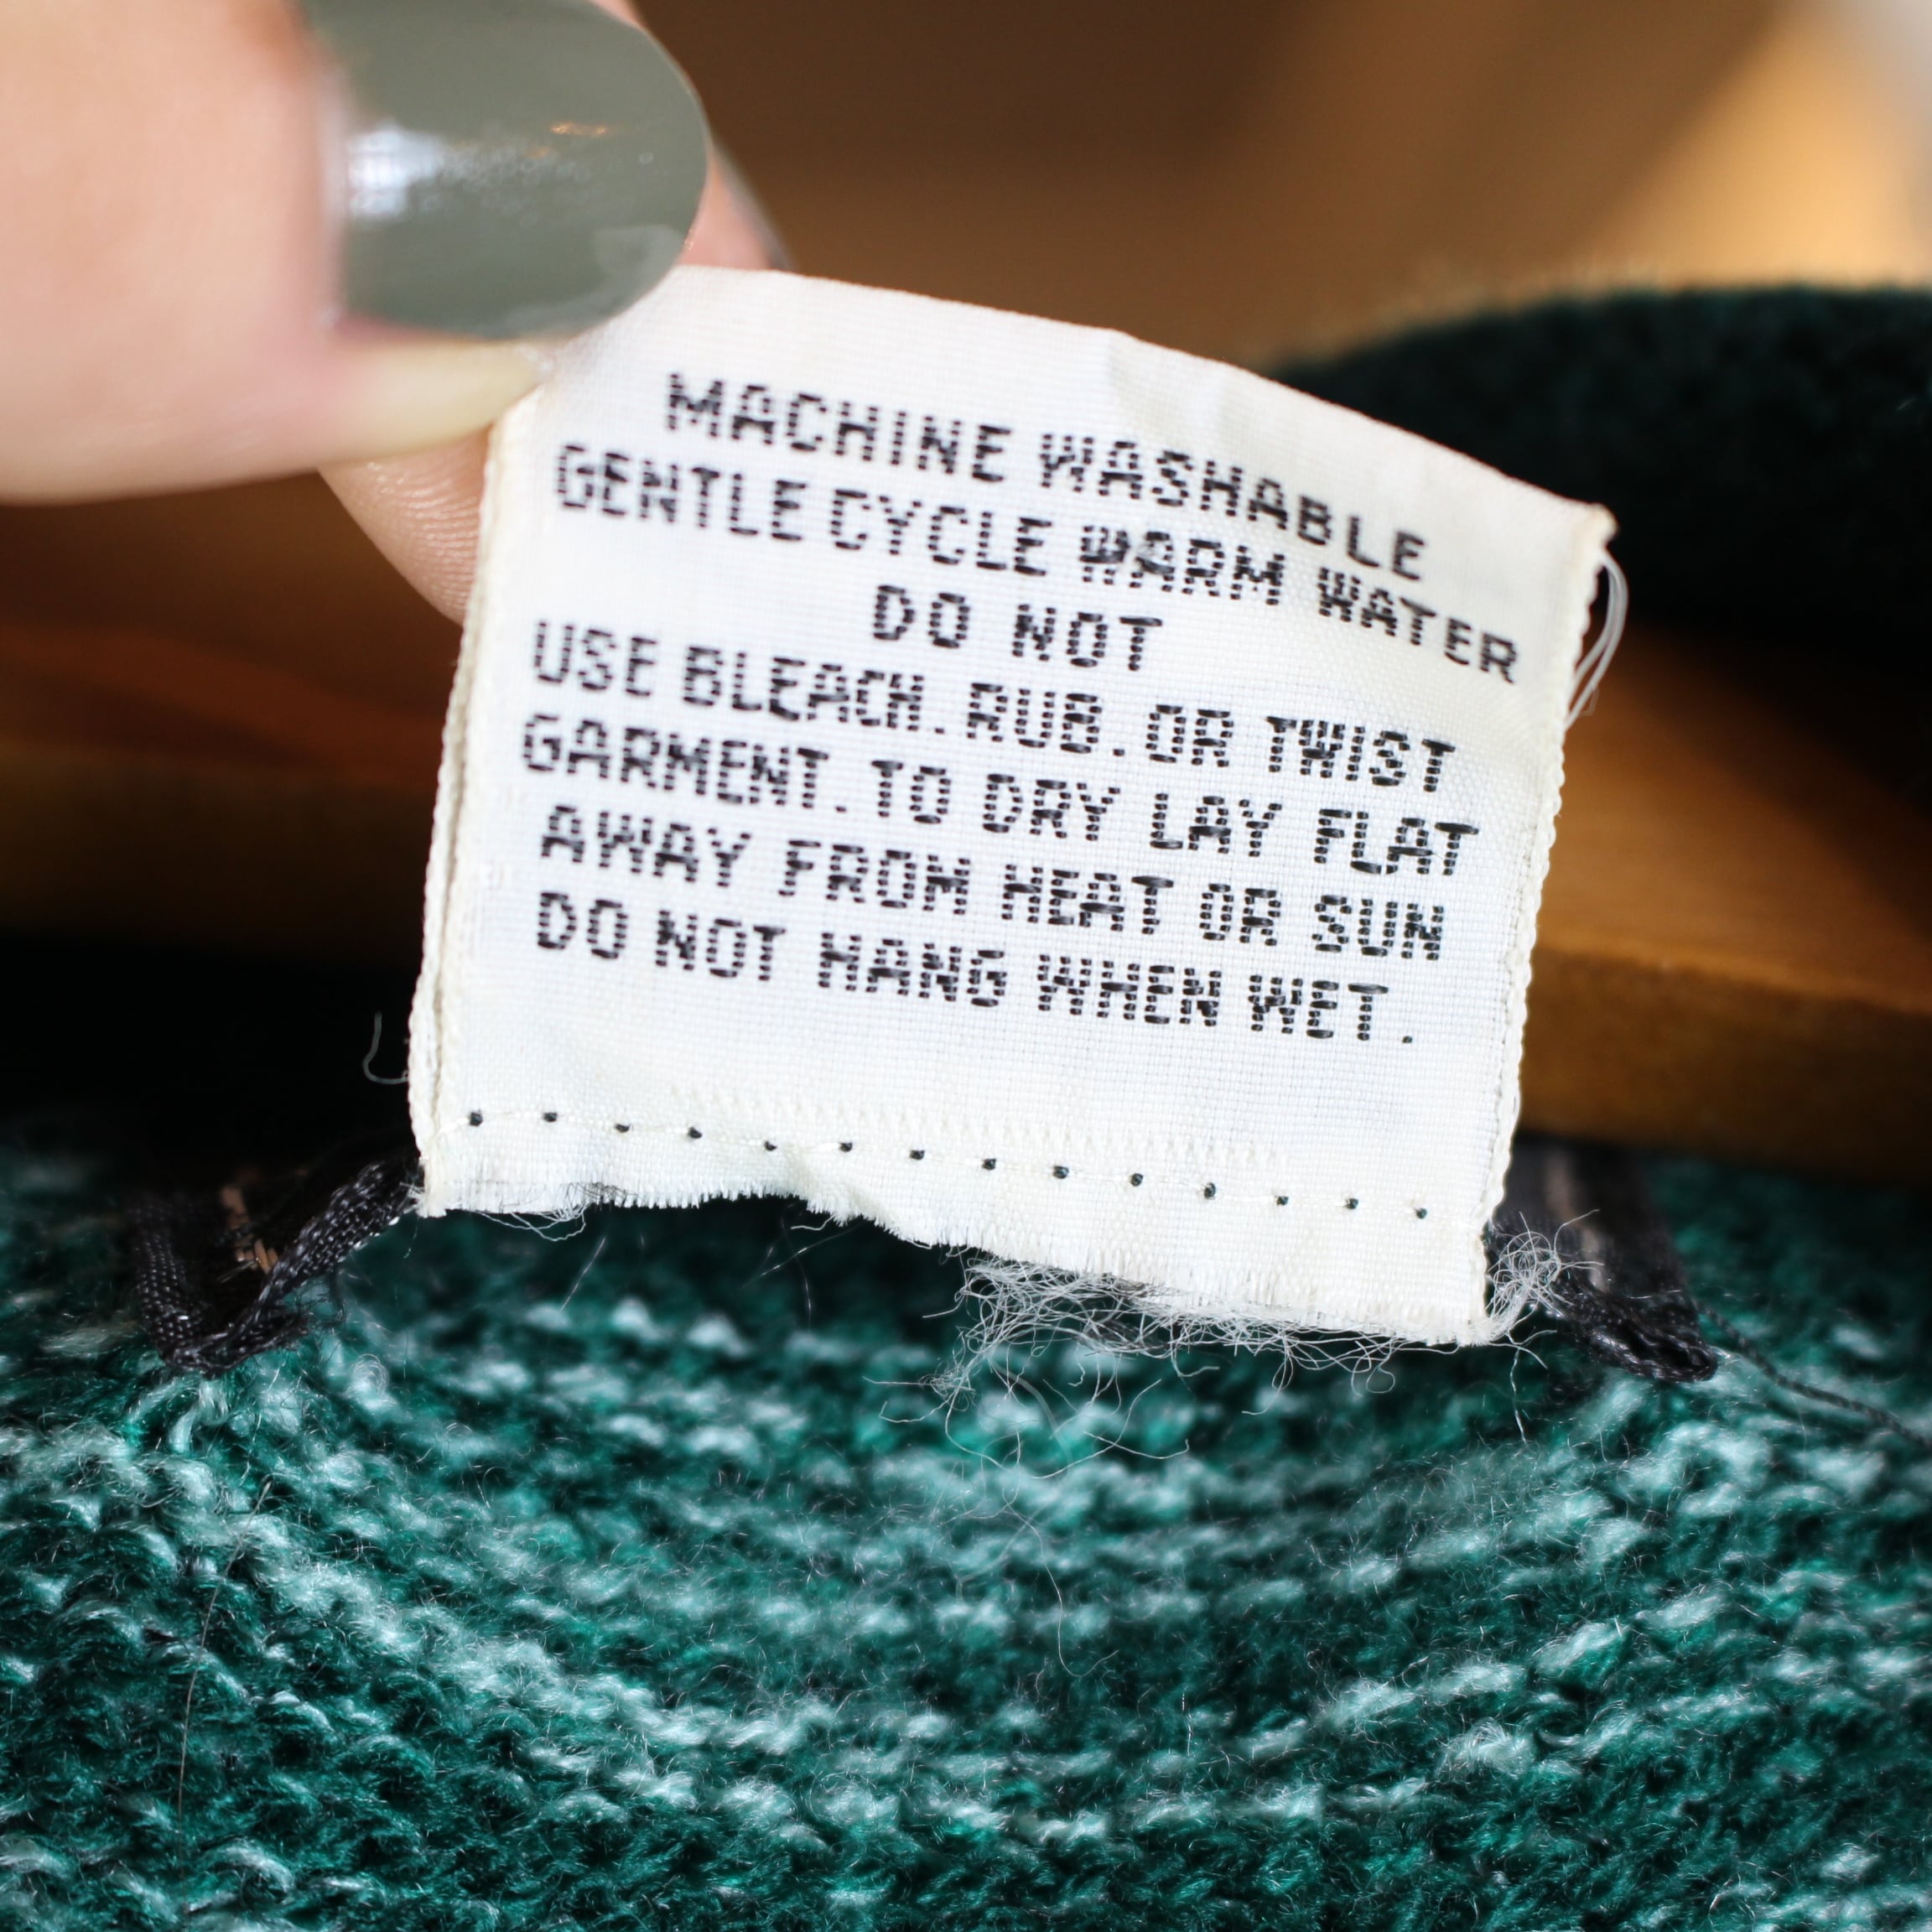 MACHINE WASHABLE
GENTLE CYCLE WARM WATER
DO NOT
USE BLEACH. RUB. OR TWIST
GARMENT. TO DRY LAY FLAT
AWAY FROM HEAT OR SUN
DO NOT HANG WHEN WET.